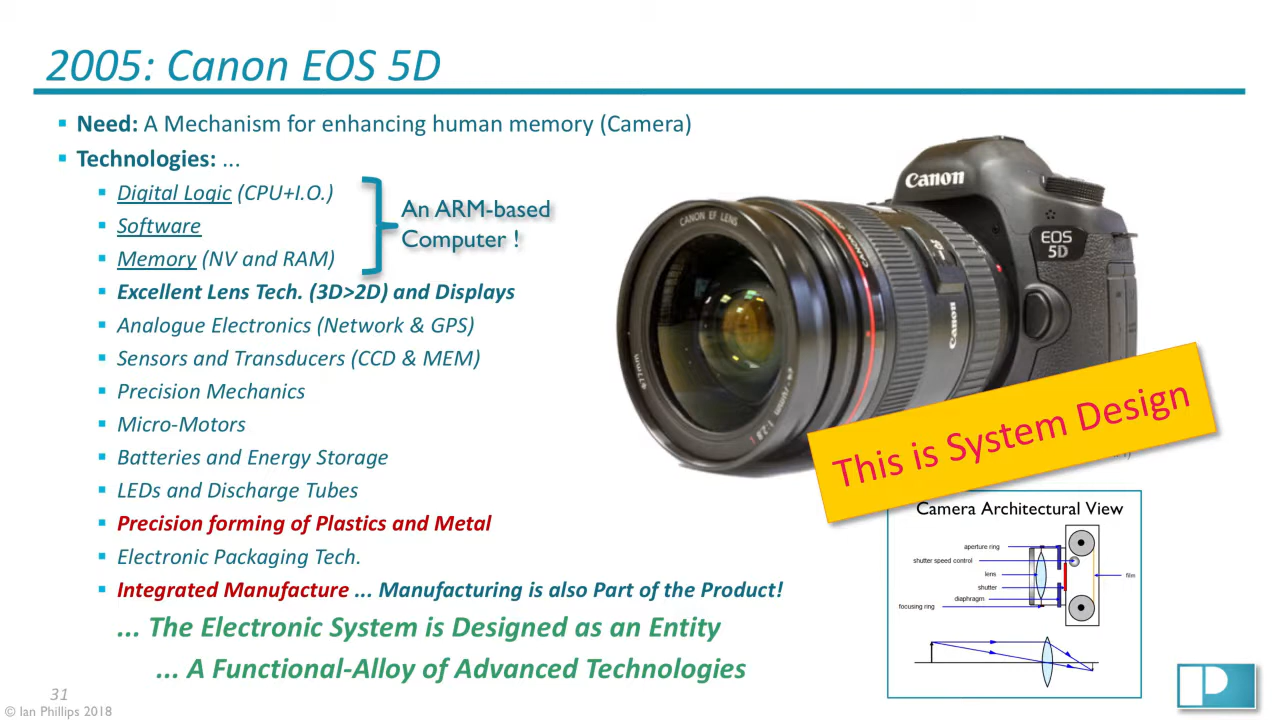 2005: Canon EOS 5D
Need: A Mechanism for enhancing human memory (Camera)
Technologies: ...
Digital Logic (CPU+I.O.)
Software
Memory (NV and RAM)
An ARM-based
Computer !
Excellent Lens Tech. (3D>2D) and Displays
Analogue Electronics (Network & GPS)
Sensors and Transducers (CCD & MEM)
Precision Mechanics
Micro-Motors
Batteries and Energy Storage
LEDs and Discharge Tubes
Precision forming of Plastics and Metal
Electronic Packaging Tech.
Integrated Manufacture ... Manufacturing is also Part of the Product!
... The Electronic System is Designed as an Entity
... A Functional-Alloy of Advanced Technologies
Canon
EOS
5D
CANON EF LENS
Canon
This is System Design
Camera Architectural View
aperture ring
shutter speed control
lens
shutter
diaphragm
focusing ring
film
31
© Ian Phillips 2018
P